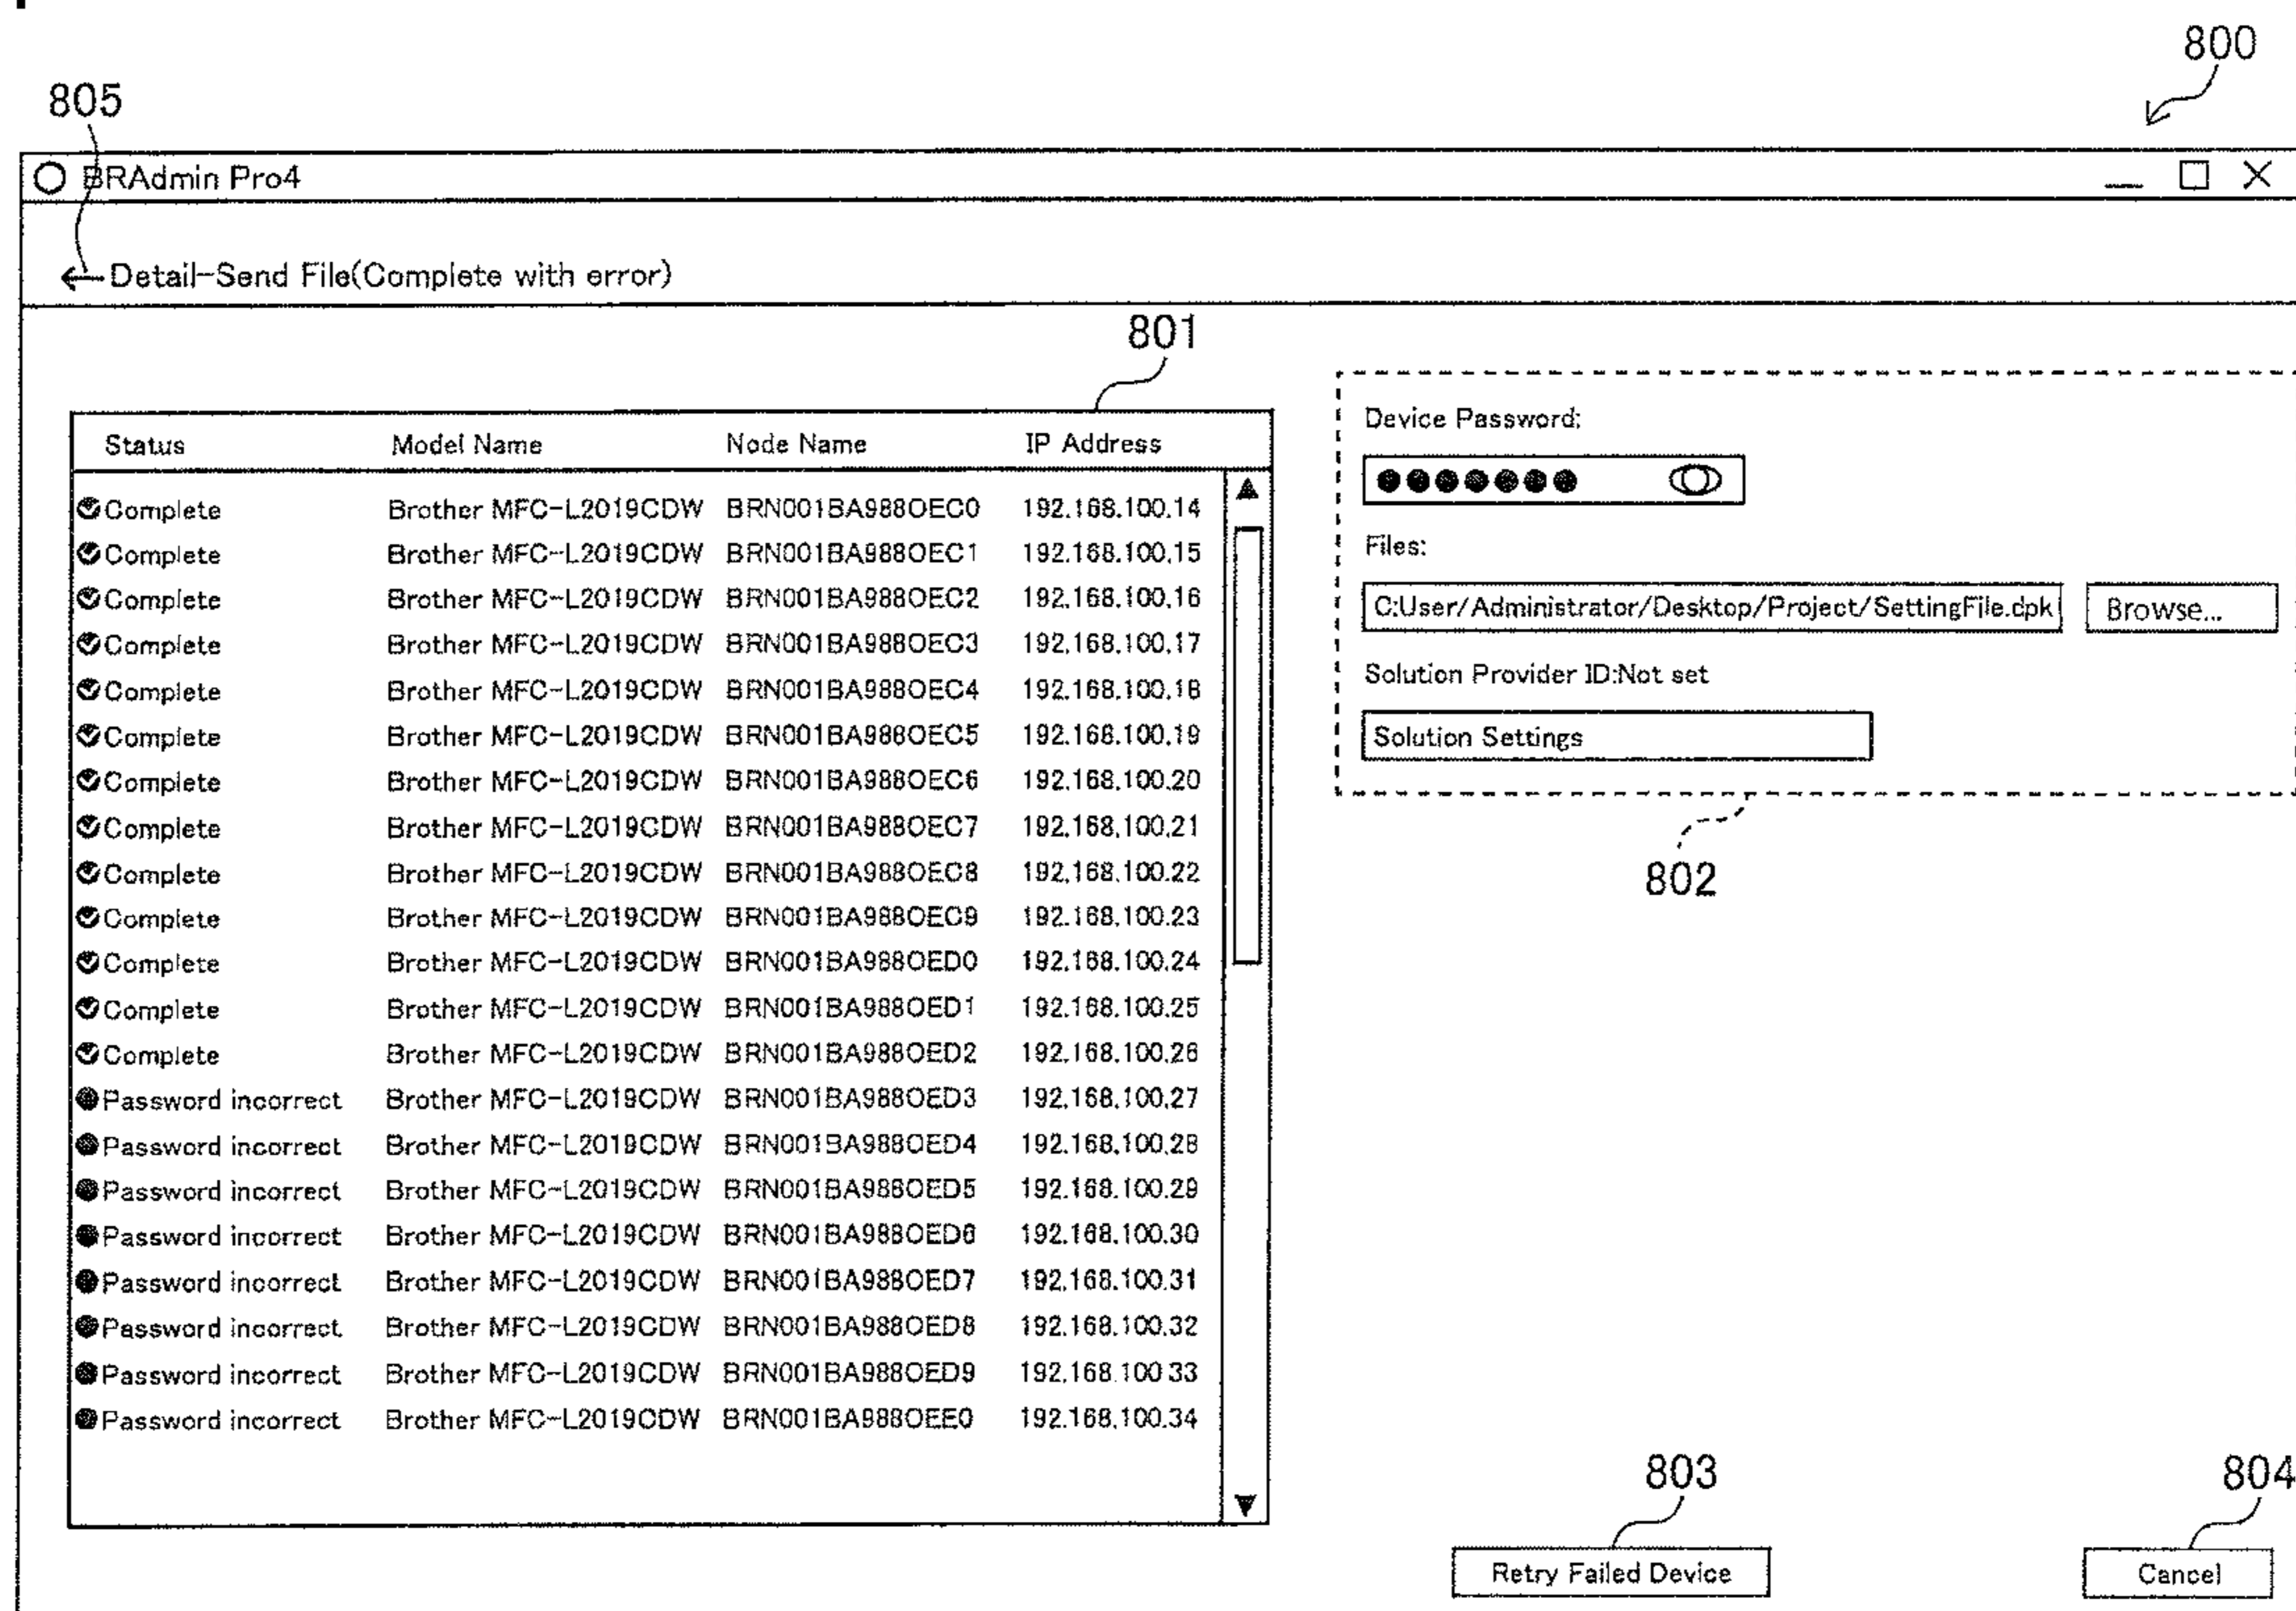 800
805
BRAdmin Pro4
Detail-Send File(Complete with error)
801
Status Model Name Node Name IP Address
Complete Brother MFC-L2019CDW BRN001BA9880EC0 192.168.100.14
Complete Brother MFC-L2019CDW BRN001BA9880EC1 192.168.100.15
Complete Brother MFC-L2019CDW BRN001BA9880EC2 192.168.100.16
Complete Brother MFC-L2019CDW BRN001BA9880EC3 192.168.100.17
Complete Brother MFC-L2019CDW BRN001BA9880EC4 192.168.100.18
Complete Brother MFC-L2019CDW BRN001BA9880EC5 192.168.100.19
Complete Brother MFC-L2019CDW BRN001BA9880EC6 192.168.100.20
Complete Brother MFC-L2019CDW BRN001BA9880EC7 192.168.100.21
Complete Brother MFC-L2019CDW BRN001BA9880EC8 192.168.100.22
Complete Brother MFC-L2019CDW BRN001BA9880EC9 192.168.100.23
Complete Brother MFC-L2019CDW BRN001BA9880ED0 192.168.100.24
Complete Brother MFC-L2019CDW BRN001BA9880ED1 192.168.100.25
Complete Brother MFC-L2019CDW BRN001BA9880ED2 192.168.100.26
Password incorrect Brother MFC-L2019CDW BRN001BA9880ED3 192.168.100.27
Password incorrect Brother MFC-L2019CDW BRN001BA9880ED4 192.168.100.28
Password incorrect Brother MFC-L2019CDW BRN001BA9880ED5 192.168.100.29
Password incorrect Brother MFC-L2019CDW BRN001BA9880ED6 192.168.100.30
Password incorrect Brother MFC-L2019CDW BRN001BA9880ED7 192.168.100.31
Password incorrect Brother MFC-L2019CDW BRN001BA9880ED8 192.168.100.32
Password incorrect Brother MFC-L2019CDW BRN001BA9880ED9 192.168.100.33
Password incorrect Brother MFC-L2019CDW BRN001BA9880EE0 192.168.100.34
Device Password:
Files:
C:User/Administrator/Desktop/Project/SettingFile.dpk Browse...
Solution Provider ID:Not set
Solution Settings
802
803
Retry Failed Device
804
Cancel